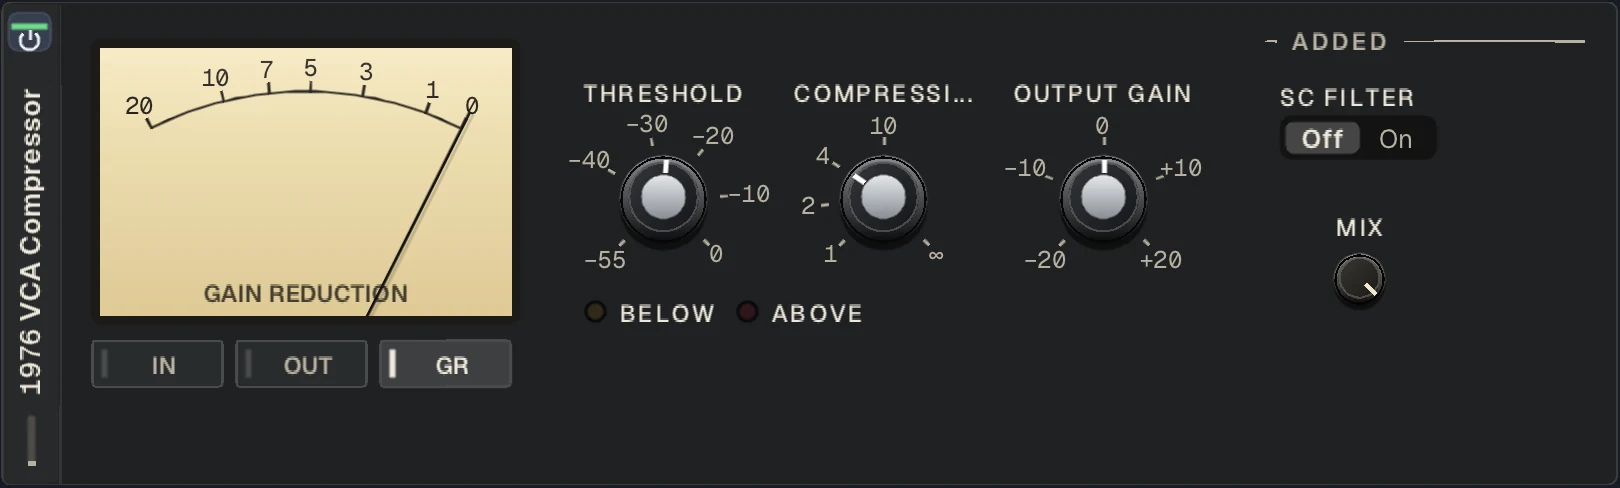 1976 VCA Compressor
20 10 7 5 3 1 0
GAIN REDUCTION
IN OUT GR
THRESHOLD
-55 -40 -30 -20 -10 0
BELOW ABOVE
COMPRESSI...
1 2 4 10 ∞
OUTPUT GAIN
-20 -10 0 +10 +20
ADDED
SC FILTER
Off On
MIX